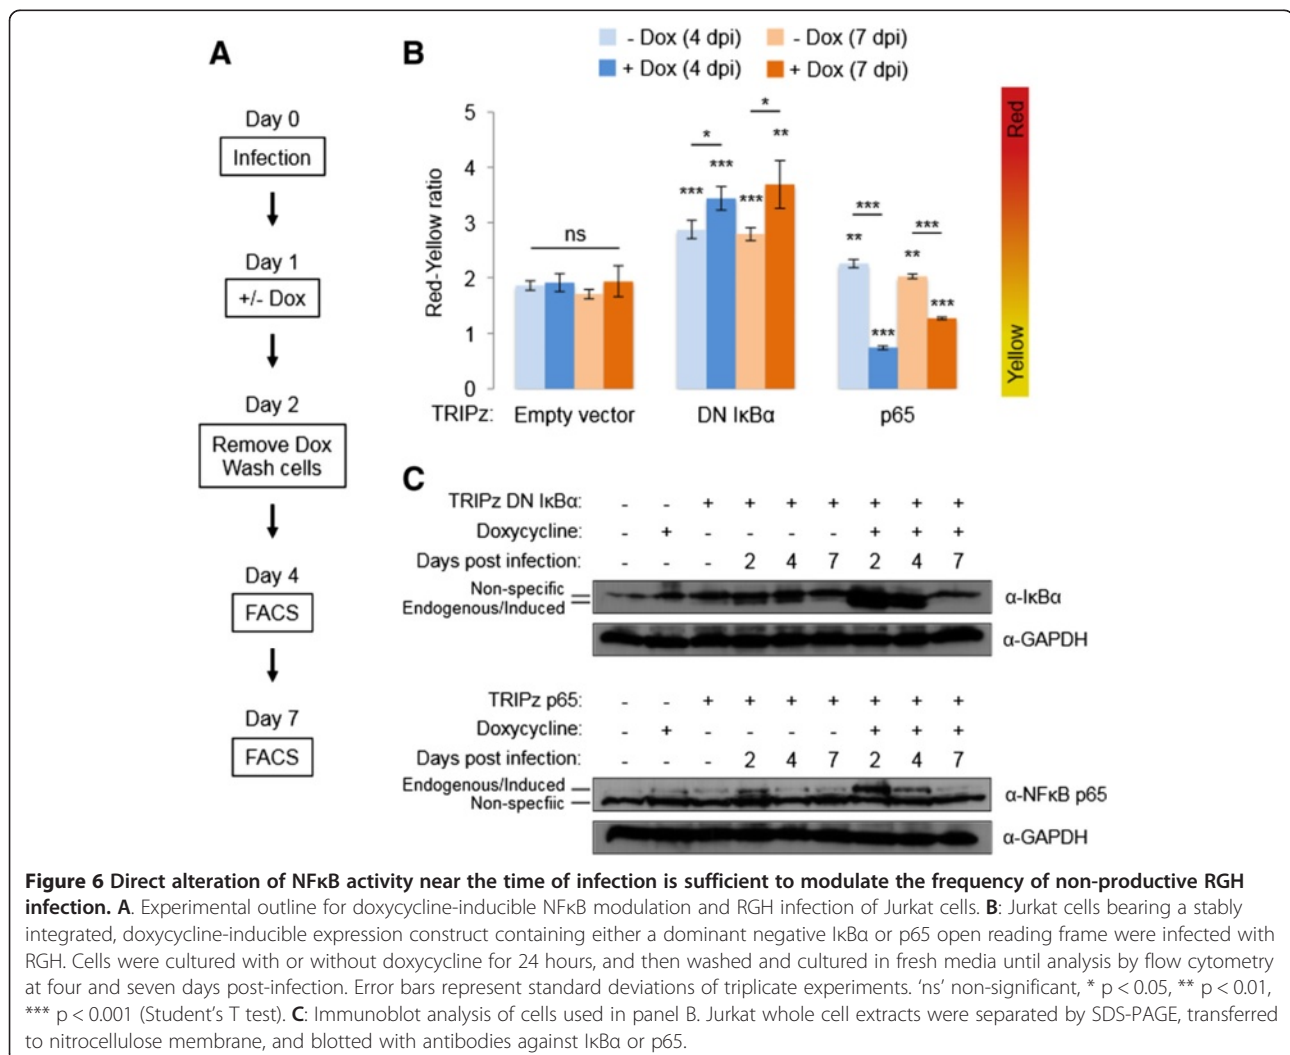 A
Day 0
Infection
Day 1
+/- Dox
Day 2
Remove Dox
Wash cells
Day 4
FACS
Day 7
FACS
B
- Dox (4 dpi) - Dox (7 dpi)
+ Dox (4 dpi) + Dox (7 dpi)
Red-Yellow ratio
5
4
3
2
1
0
ns
*** * *** *** * **
** *** *** ** *** ***
TRIPz: Empty vector DN IκBα p65
Red
Yellow
C
TRIPz DN IκBα: - - + + + + + + +
Doxycycline: - + - - - - + + +
Days post infection: - - - 2 4 7 2 4 7
Non-specific
Endogenous/Induced
α-IκBα
α-GAPDH
TRIPz p65: - - + + + + + + +
Doxycycline: - + - - - - + + +
Days post infection: - - - 2 4 7 2 4 7
Endogenous/Induced
Non-specfiic
α-NFκB p65
α-GAPDH
Figure 6 Direct alteration of NFκB activity near the time of infection is sufficient to modulate the frequency of non-productive RGH
infection. A. Experimental outline for doxycycline-inducible NFκB modulation and RGH infection of Jurkat cells. B: Jurkat cells bearing a stably
integrated, doxycycline-inducible expression construct containing either a dominant negative IκBα or p65 open reading frame were infected with
RGH. Cells were cultured with or without doxycycline for 24 hours, and then washed and cultured in fresh media until analysis by flow cytometry
at four and seven days post-infection. Error bars represent standard deviations of triplicate experiments. ‘ns’ non-significant, * p < 0.05, ** p < 0.01,
*** p < 0.001 (Student’s T test). C: Immunoblot analysis of cells used in panel B. Jurkat whole cell extracts were separated by SDS-PAGE, transferred
to nitrocellulose membrane, and blotted with antibodies against IκBα or p65.